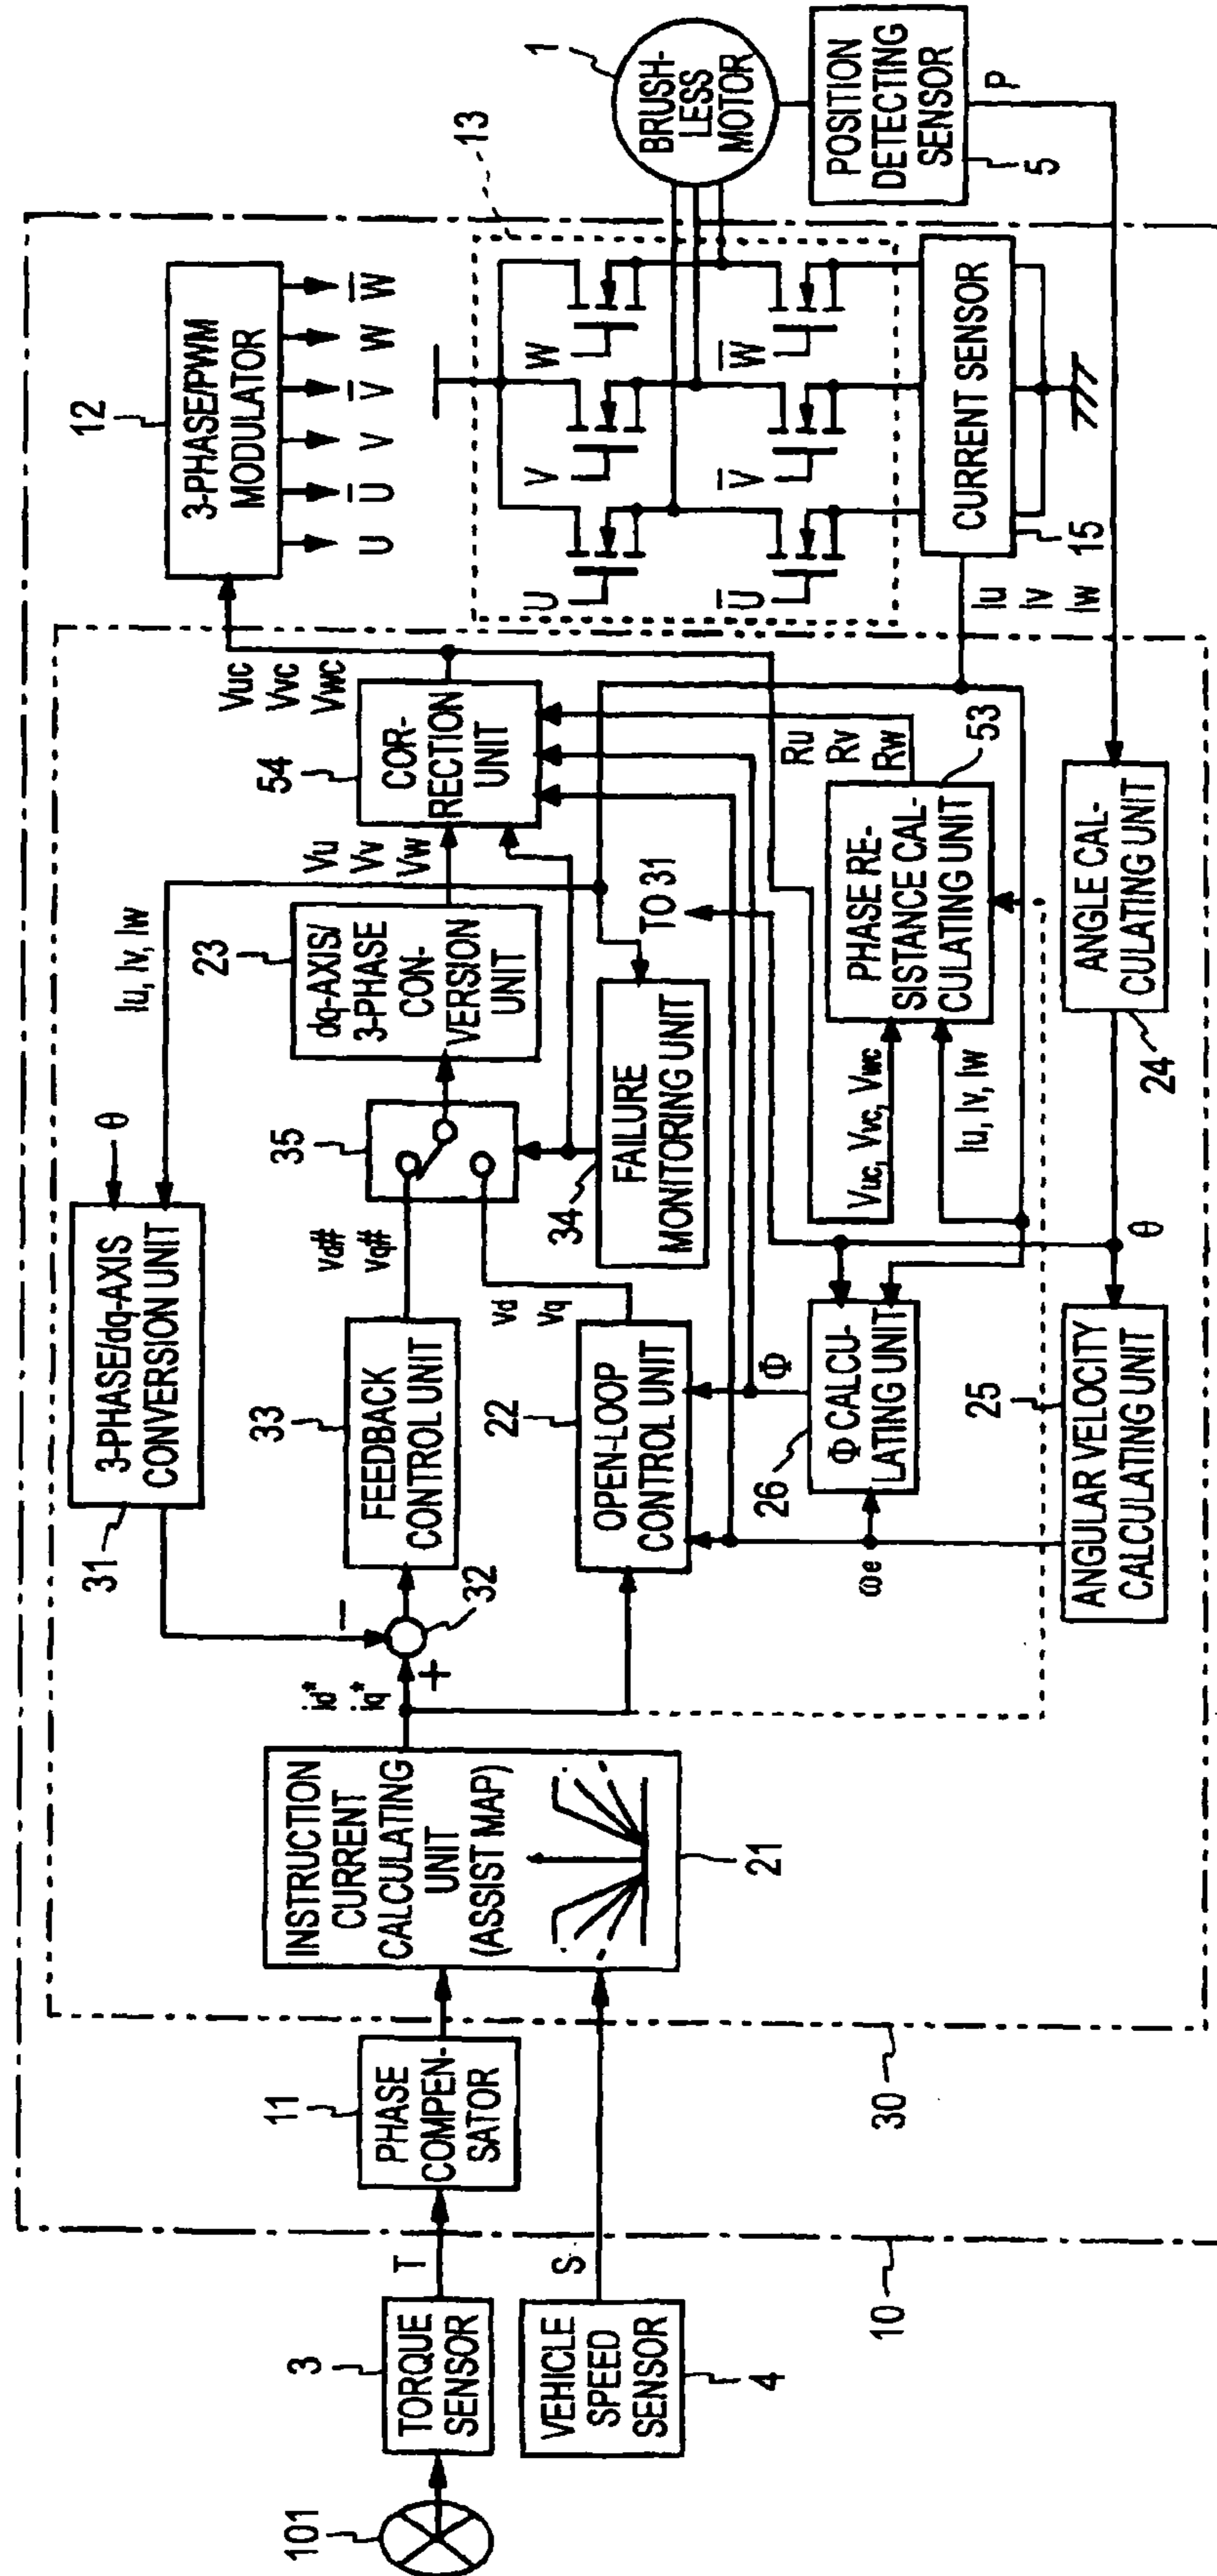 101
TORQUE
SENSOR
3
T
VEHICLE
SPEED
SENSOR
4
S
10
30
11
PHASE
COMPEN-
SATOR
INSTRUCTION
CURRENT
CALCULATING
UNIT
(ASSIST MAP)
21
id*
iq*
+
−
32
31
3-PHASE/dq-AXIS
CONVERSION UNIT
θ
Iu, Iv, Iw
33
FEEDBACK
CONTROL UNIT
vd#
vq#
22
OPEN-LOOP
CONTROL UNIT
vd
vq
35
34
FAILURE
MONITORING UNIT
TO 31
23
dq-AXIS/
3-PHASE
CON-
VERSION
UNIT
Vu
Vv
Vw
54
COR-
RECTION
UNIT
Vuc
Vvc
Vwc
12
3-PHASE/PWM
MODULATOR
U
U̅
V
V̅
W
W̅
13
U
V
W
U̅
V̅
W̅
1
BRUSH-
LESS
MOTOR
POSITION
DETECTING
SENSOR
5
P
CURRENT SENSOR
15
Iu
Iv
Iw
Ru
Rv
Rw
53
PHASE RE-
SISTANCE CAL-
CULATING UNIT
Vuc, Vvc, Vwc
Iu, Iv, Iw
26
Φ CALCU-
LATING UNIT
Φ
ωe
25
ANGULAR VELOCITY
CALCULATING UNIT
θ
24
ANGLE CAL-
CULATING UNIT